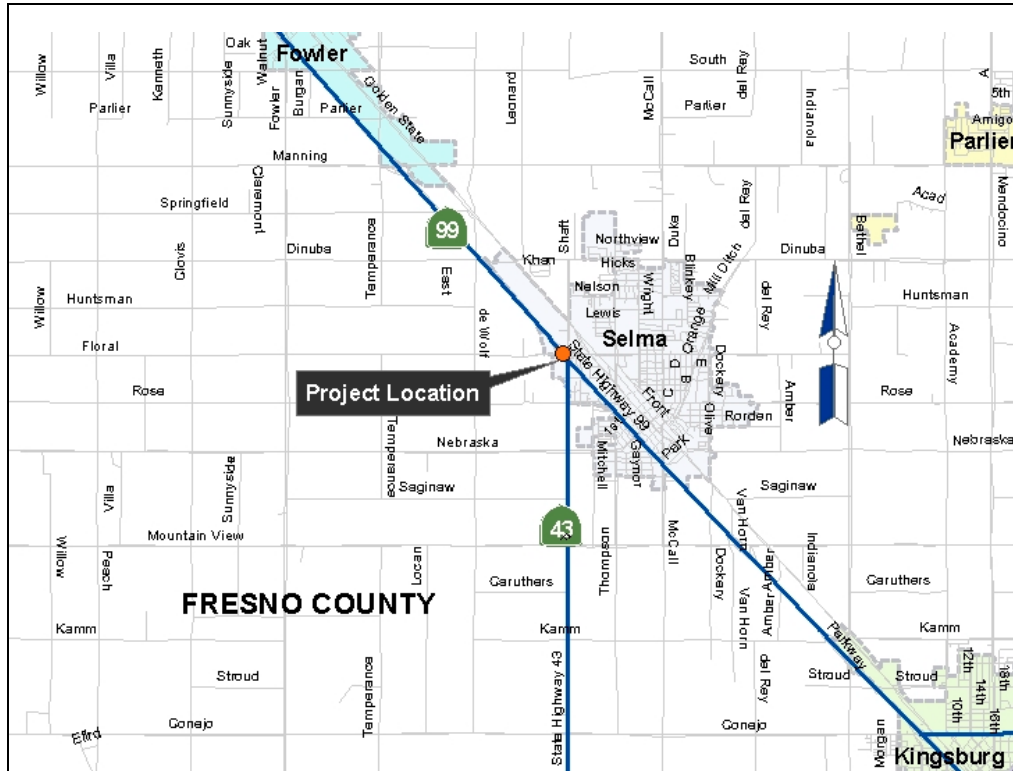 Oak
Walnut
Fowler
South
Willow
Villa
Kenneth
Sunnyside
Fowler
Burgan
Parlier
Parlier
Golden State
Leonard
McCall
Parlier
del Rey
Indianola
A
5th
Amigo
Parlier
Manning
Claremont
Springfield
Acad
Mendocino
99
Temperance
Shaft
Duke
del Rey
Bethel
Clovis
Dinuba
East
Khan
Northview
Hicks
Blinkey
Mill Ditch
Dinuba
Willow
Huntsman
Nelson
Wright
del Rey
Huntsman
de Wolf
Lewis
Orange
Academy
Floral
Selma
State Highway 99
E
D
B
C
Dockery
Project Location
Rose
Front
Olive
Amber
Rose
Rorden
Temperance
Nebraska
1st
Mitchell
Gaynor
Park
Nebraska
Villa
Sunnyside
Saginaw
Saginaw
Mountain View
43
Van Horn
Willow
Peach
Locan
Thompson
McCall
Dockery
Indianola
Caruthers
Van Horn
Amber
Amber
Caruthers
FRESNO COUNTY
Kamm
Kamm
Parkway
Kamm
Stroud
Temperance
State Highway 43
del Rey
Stroud
Stroud
12th
18th
14th
10th
16th
Elfrd
Conejo
Conejo
Morgan
Kingsburg